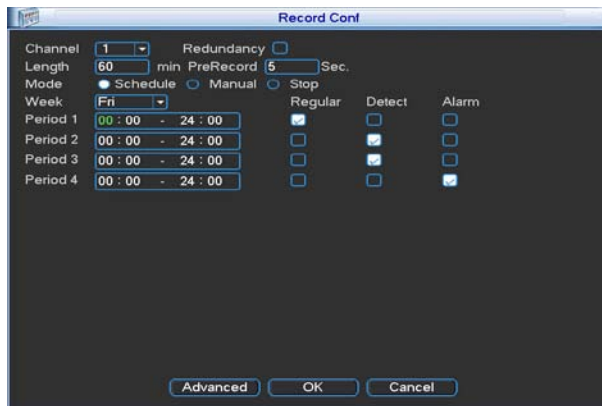 Record Conf
Channel 1 Redundancy
Length 60 min PreRecord 5 Sec.
Mode Schedule Manual Stop
Week Fri Regular Detect Alarm
Period 1 00 : 00 - 24 : 00
Period 2 00 : 00 - 24 : 00
Period 3 00 : 00 - 24 : 00
Period 4 00 : 00 - 24 : 00
Advanced OK Cancel